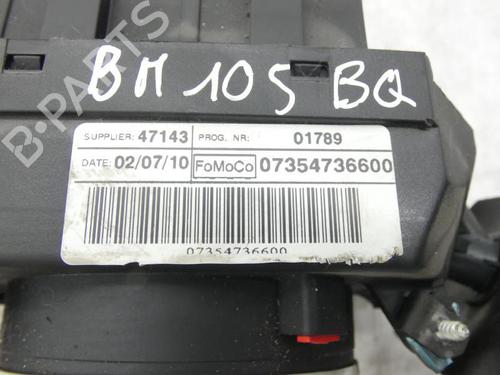 BM 105 BQ
SUPPLIER: 47143 PROG. NR: 01789
DATE: 02/07/10 FoMoCo 07354736600
07354736600
B-PARTS